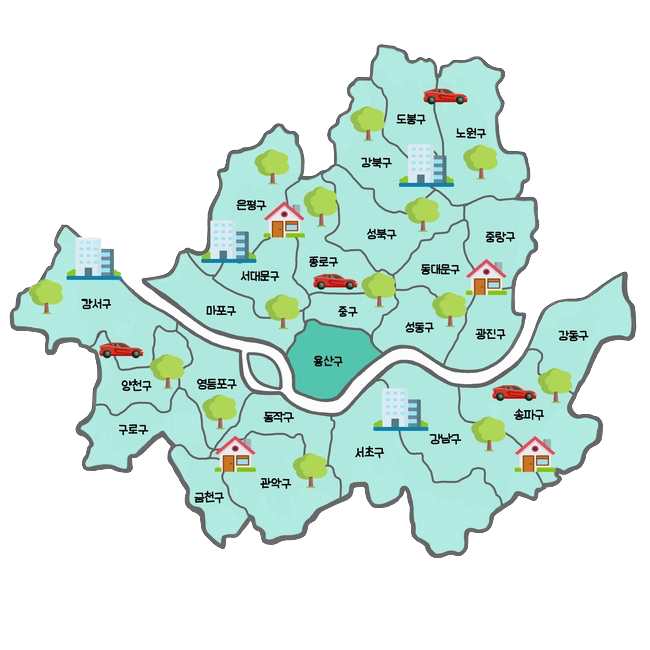 도봉구
노원구
강북구
은평구
성북구
중랑구
종로구
동대문구
서대문구
강서구
마포구
중구
성동구
광진구
강동구
용산구
양천구
영등포구
동작구
송파구
구로구
서초구
강남구
관악구
금천구